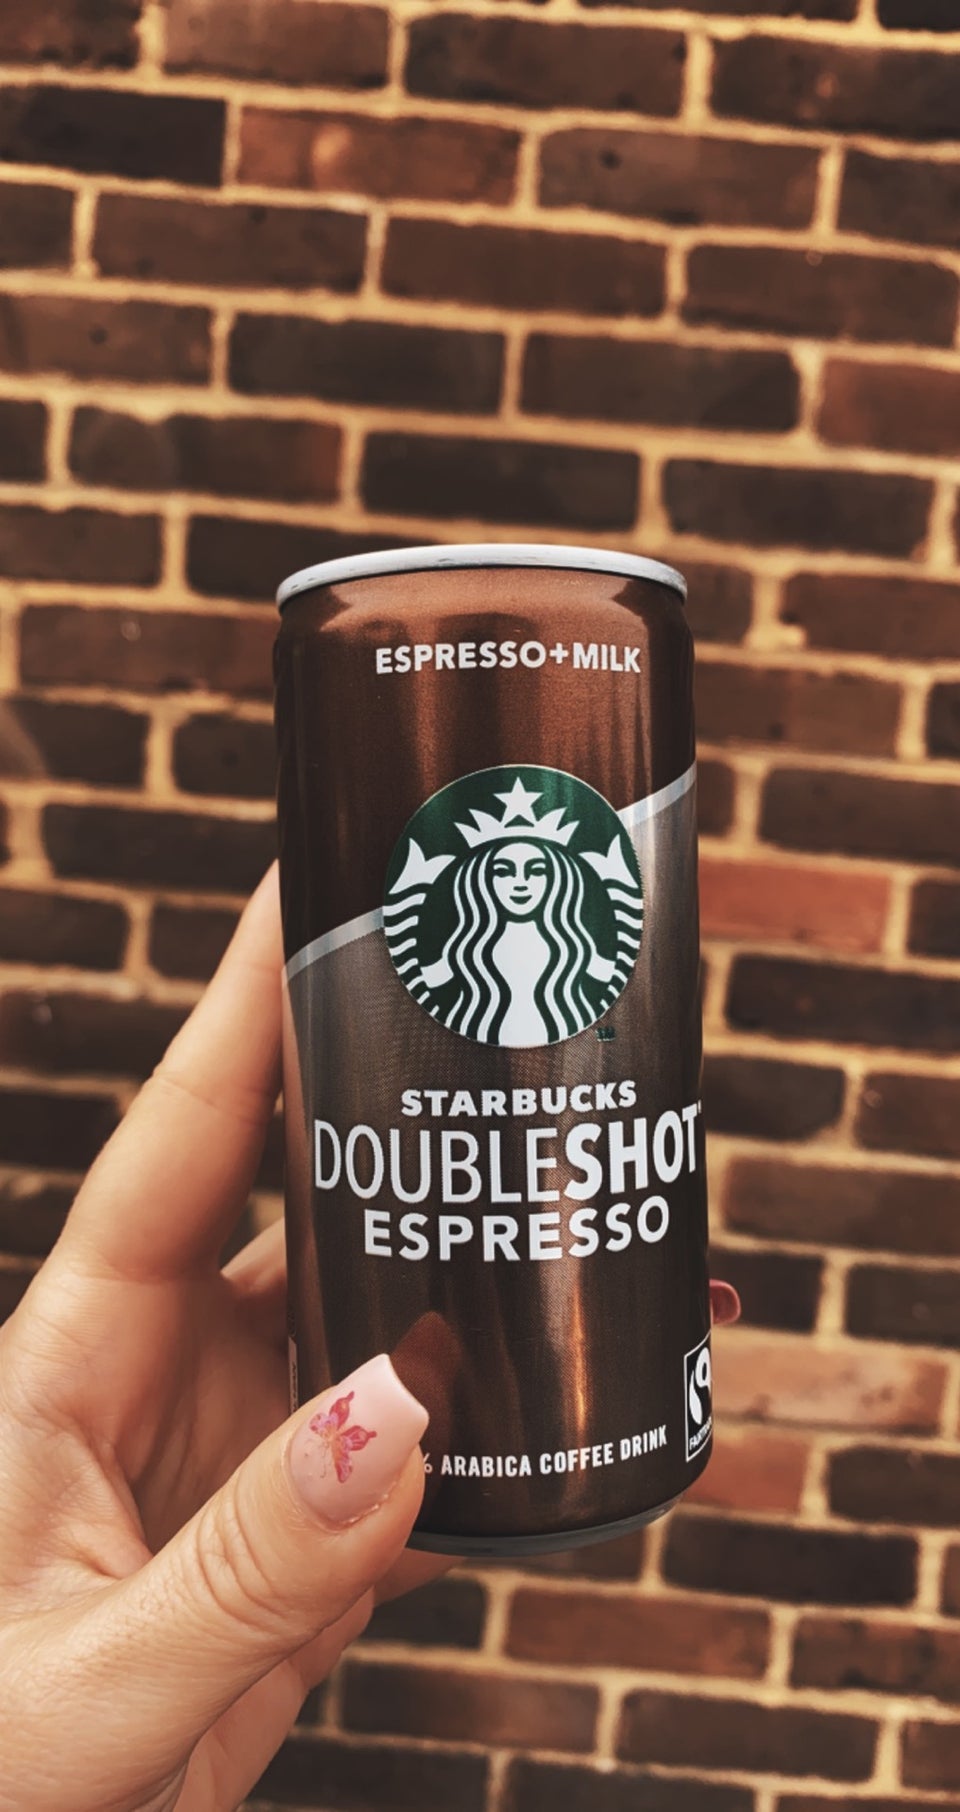 ESPRESSO+MILK
STARBUCKS
DOUBLESHOT
ESPRESSO
% ARABICA COFFEE DRINK